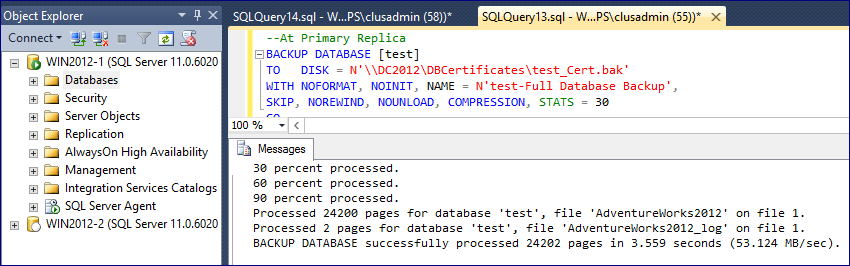 Object Explorer
Connect
WIN2012-1 (SQL Server 11.0.6020
Databases
Security
Server Objects
Replication
AlwaysOn High Availability
Management
Integration Services Catalogs
SQL Server Agent
WIN2012-2 (SQL Server 11.0.6020
SQLQuery14.sql - W...PS\clusadmin (58))*
SQLQuery13.sql - W...PS\clusadmin (55))*
--At Primary Replica
BACKUP DATABASE [test]
TO DISK = N'\\DC2012\DBCertificates\test_Cert.bak'
WITH NOFORMAT, NOINIT, NAME = N'test-Full Database Backup',
SKIP, NOREWIND, NOUNLOAD, COMPRESSION, STATS = 30
GO
100 %
Messages
30 percent processed.
60 percent processed.
90 percent processed.
Processed 24200 pages for database 'test', file 'AdventureWorks2012' on file 1.
Processed 2 pages for database 'test', file 'AdventureWorks2012_log' on file 1.
BACKUP DATABASE successfully processed 24202 pages in 3.559 seconds (53.124 MB/sec).